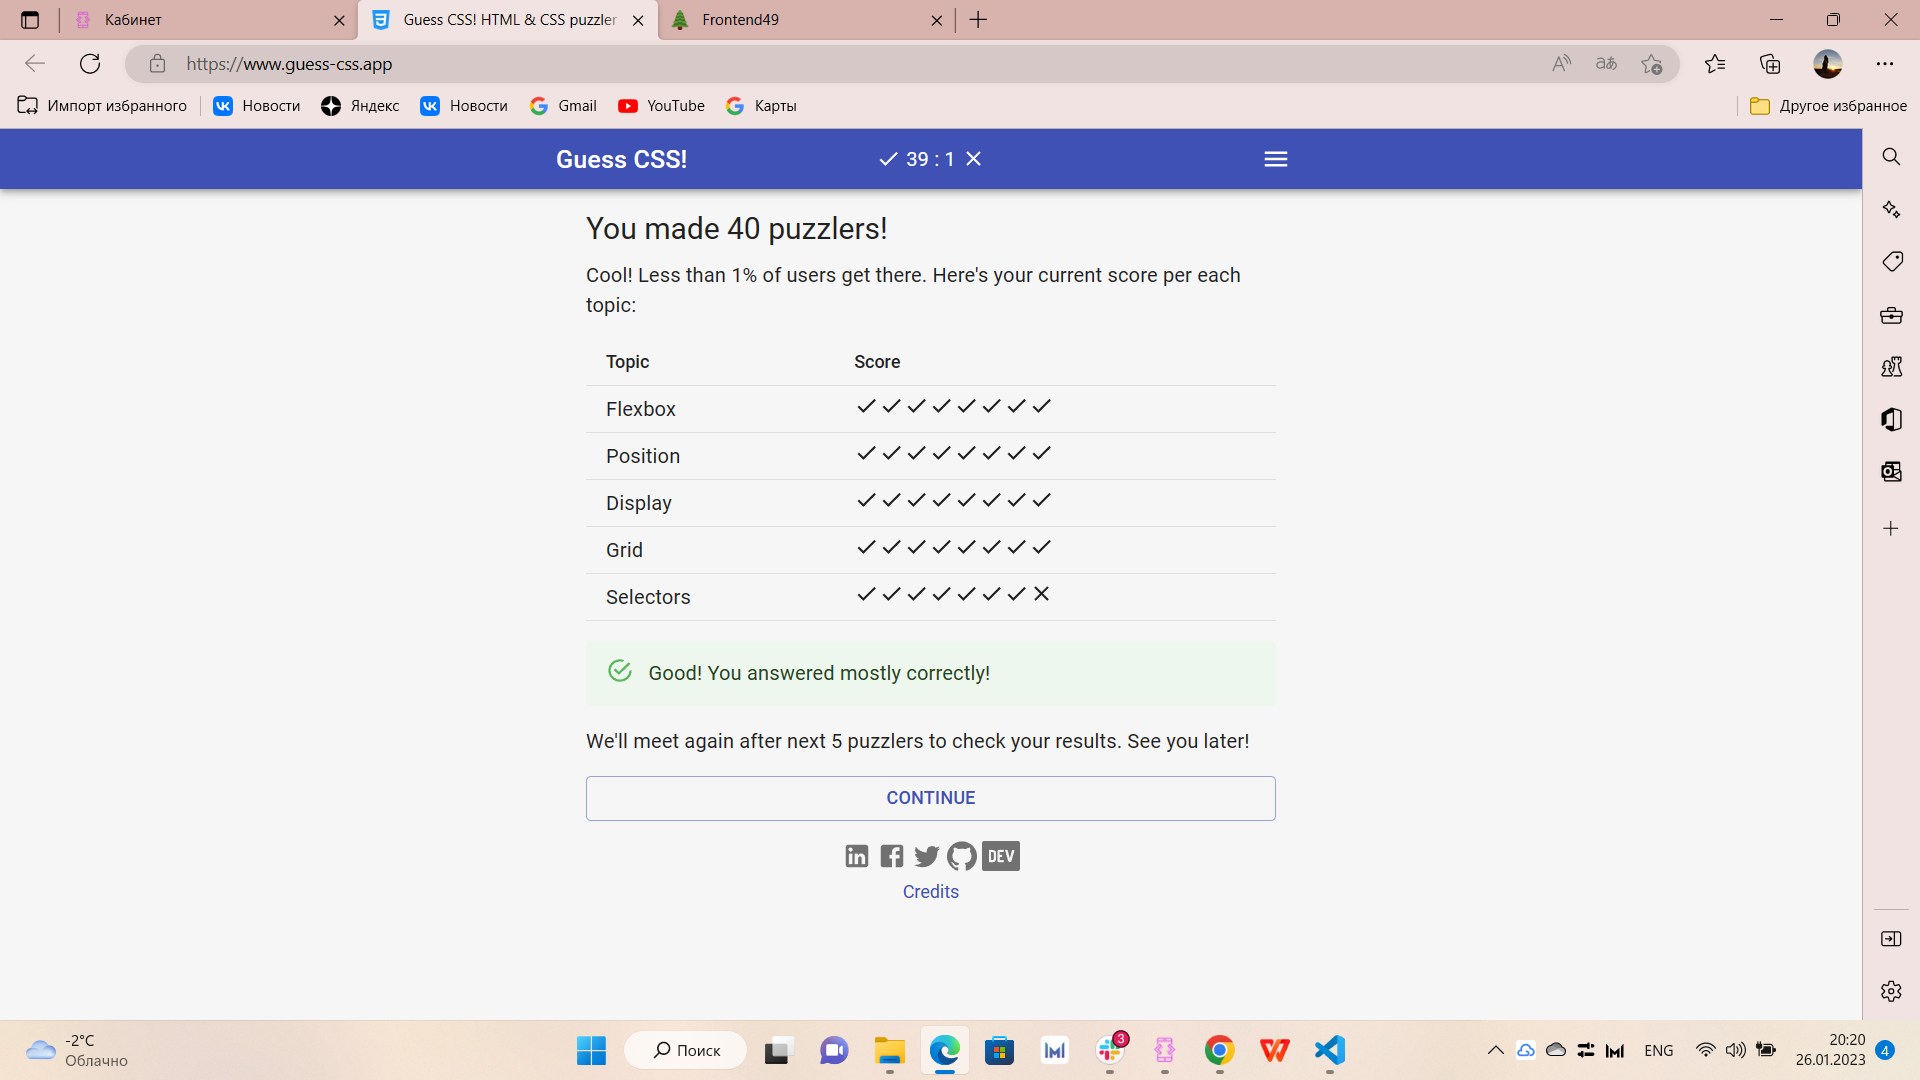 Кабинет
Guess CSS! HTML & CSS puzzler
Frontend49
https://www.guess-css.app
Импорт избранного
Новости
Яндекс
Новости
Gmail
YouTube
Карты
Другое избранное
Guess CSS!
39 : 1
You made 40 puzzlers!
Cool! Less than 1% of users get there. Here's your current score per each
topic:
Topic Score
Flexbox
Position
Display
Grid
Selectors
Good! You answered mostly correctly!
We'll meet again after next 5 puzzlers to check your results. See you later!
CONTINUE
DEV
Credits
-2°C
Облачно
Поиск
3
ENG
20:20
26.01.2023
4